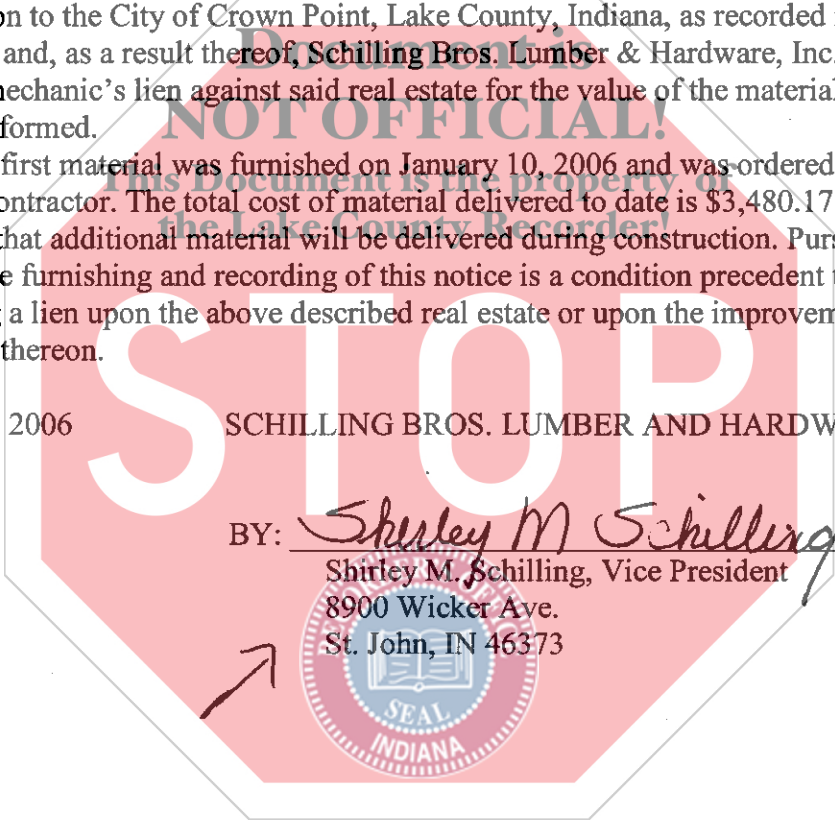 on to the City of Crown Point, Lake County, Indiana, as recorded
and, as a result thereof, Schilling Bros. Lumber & Hardware, Inc.
Document is
echanic's lien against said real estate for the value of the material
NOT OFFICIAL!
formed.
first material was furnished on January 10, 2006 and was ordered
This Document is the property of
ontractor. The total cost of material delivered to date is $3,480.17
the Lake County Recorder!
that additional material will be delivered during construction. Purs
e furnishing and recording of this notice is a condition precedent
a lien upon the above described real estate or upon the improvem
thereon.
STOP
2006 SCHILLING BROS. LUMBER AND HARDW
BY: Shirley M Schilling
Shirley M. Schilling, Vice President
8900 Wicker Ave.
St. John, IN 46373
SEAL
INDIANA